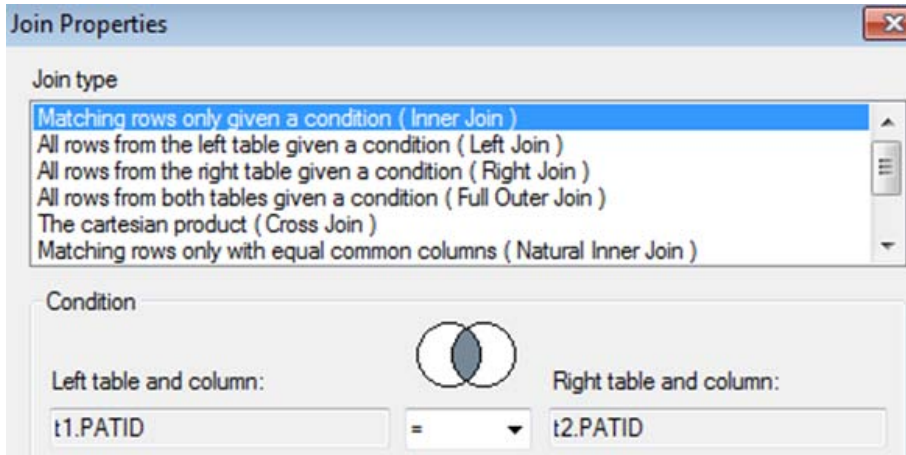 Join Properties
Join type
Matching rows only given a condition ( Inner Join )
All rows from the left table given a condition ( Left Join )
All rows from the right table given a condition ( Right Join )
All rows from both tables given a condition ( Full Outer Join )
The cartesian product ( Cross Join )
Matching rows only with equal common columns ( Natural Inner Join )
Condition
Left table and column: Right table and column:
t1.PATID = t2.PATID